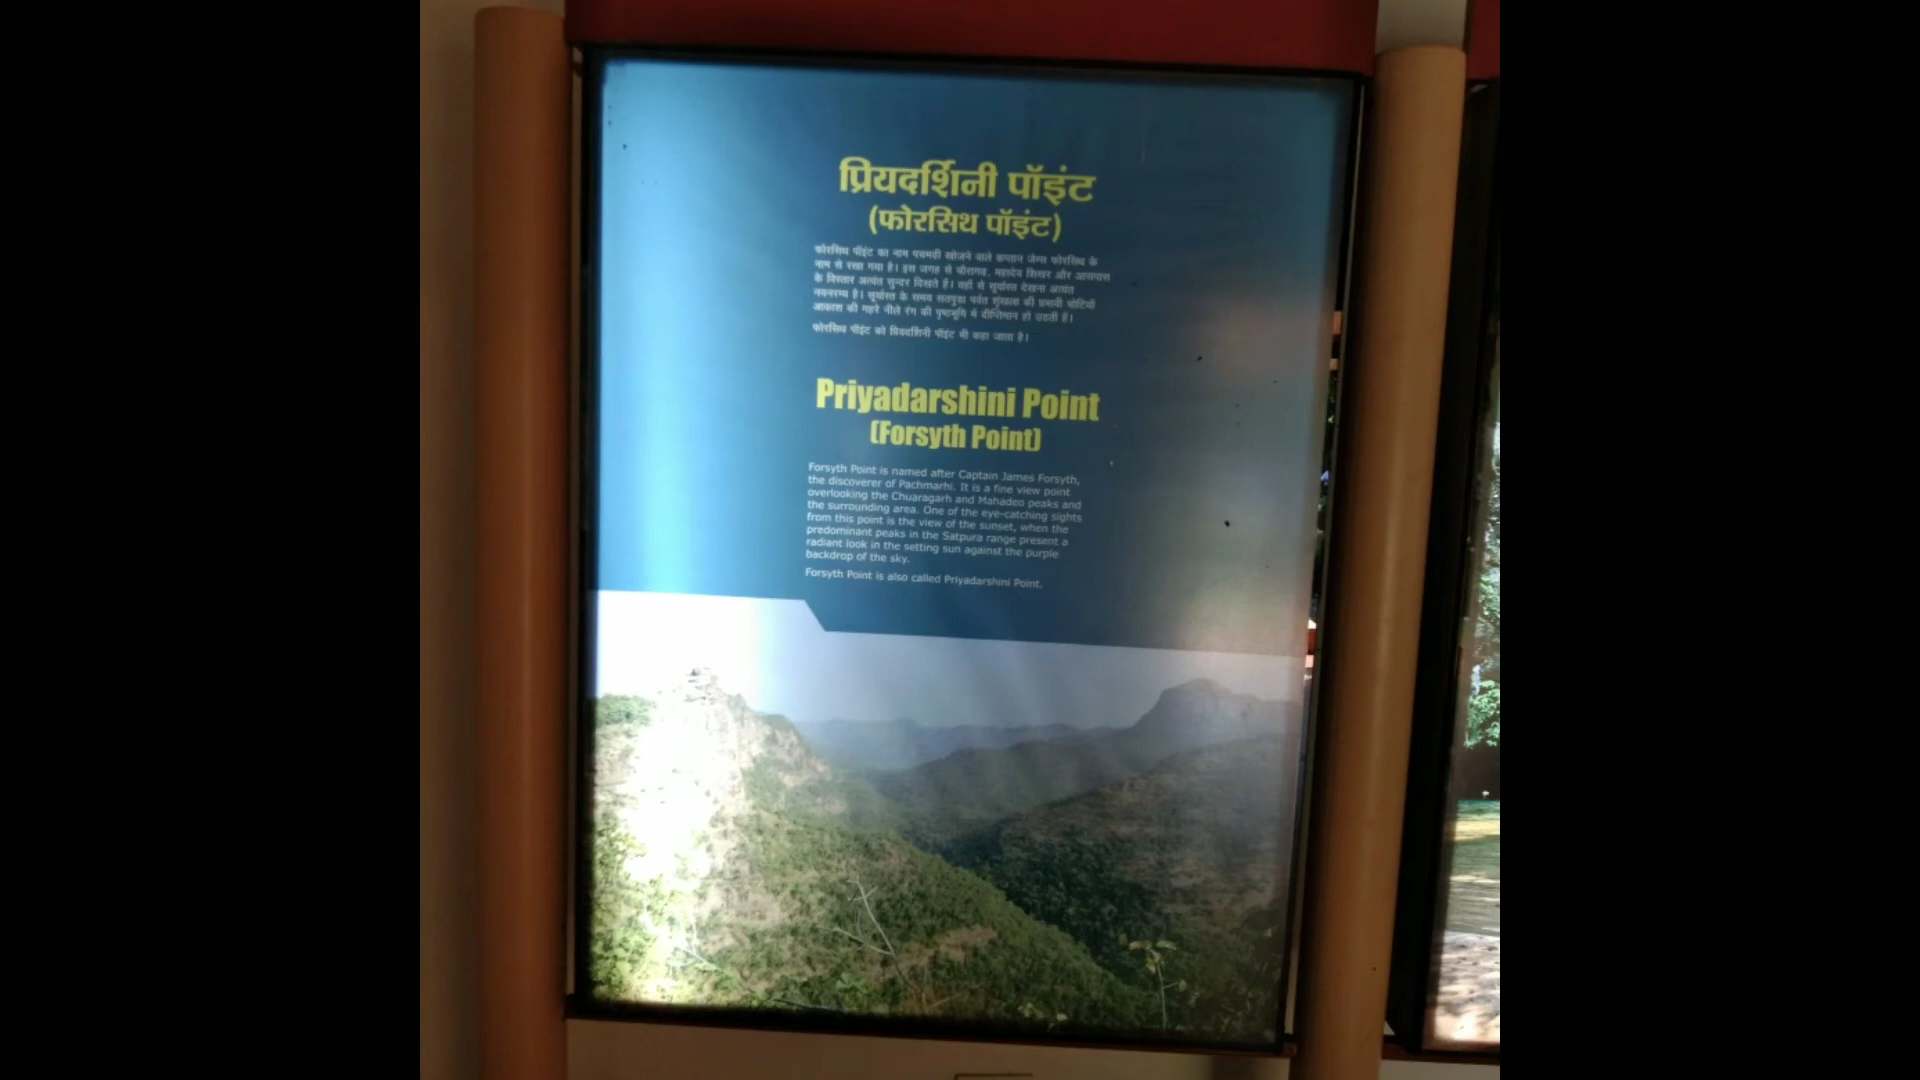 प्रियदर्शिनी पॉइंट
(फोरसिथ पॉइंट)
फोरसिथ पॉइंट का नाम पचमढ़ी खोजने वाले कप्तान जेम्स फोरसिथ के
नाम से रखा गया है। इस जगह से चौरागढ़, महादेव शिखर और आसपास
के विस्तार अत्यंत सुन्दर दिखते हैं। यहाँ से सूर्यास्त देखना अत्यंत
नयनरम्य है। सूर्यास्त के समय सतपुड़ा पर्वत शृंखला की प्रभावी चोटियाँ
आकाश की गहरे नीले रंग की पृष्ठभूमि में दीप्तिमान हो उठती हैं।
फोरसिथ पॉइंट को प्रियदर्शिनी पॉइंट भी कहा जाता है।
Priyadarshini Point
(Forsyth Point)
Forsyth Point is named after Captain James Forsyth,
the discoverer of Pachmarhi. It is a fine view point
overlooking the Chuaragarh and Mahadeo peaks and
the surrounding area. One of the eye-catching sights
from this point is the view of the sunset, when the
predominant peaks in the Satpura range present a
radiant look in the setting sun against the purple
backdrop of the sky.
Forsyth Point is also called Priyadarshini Point.